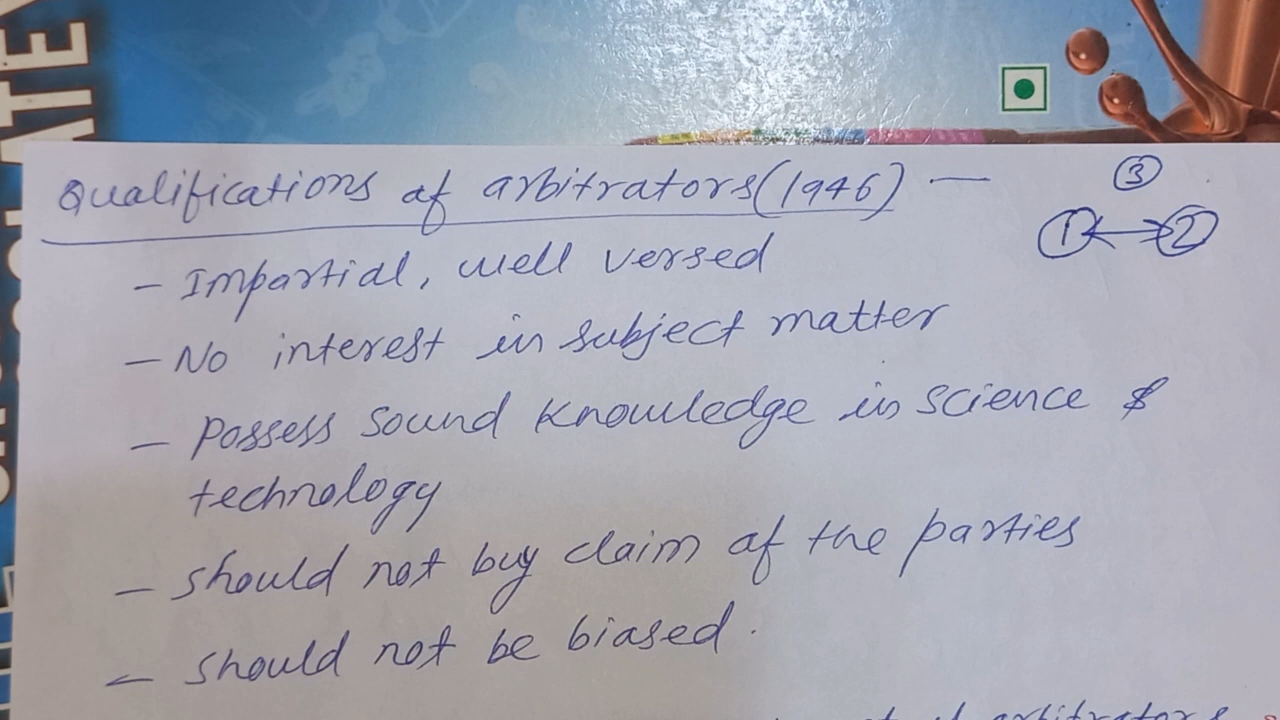 Qualifications of arbitrators (1946) —
③
① ↔ ②
- Impartial, well versed
- No interest in subject matter
- Possess sound knowledge in science &
technology
- should not buy claim of the parties
- should not be biased.
arbitrators